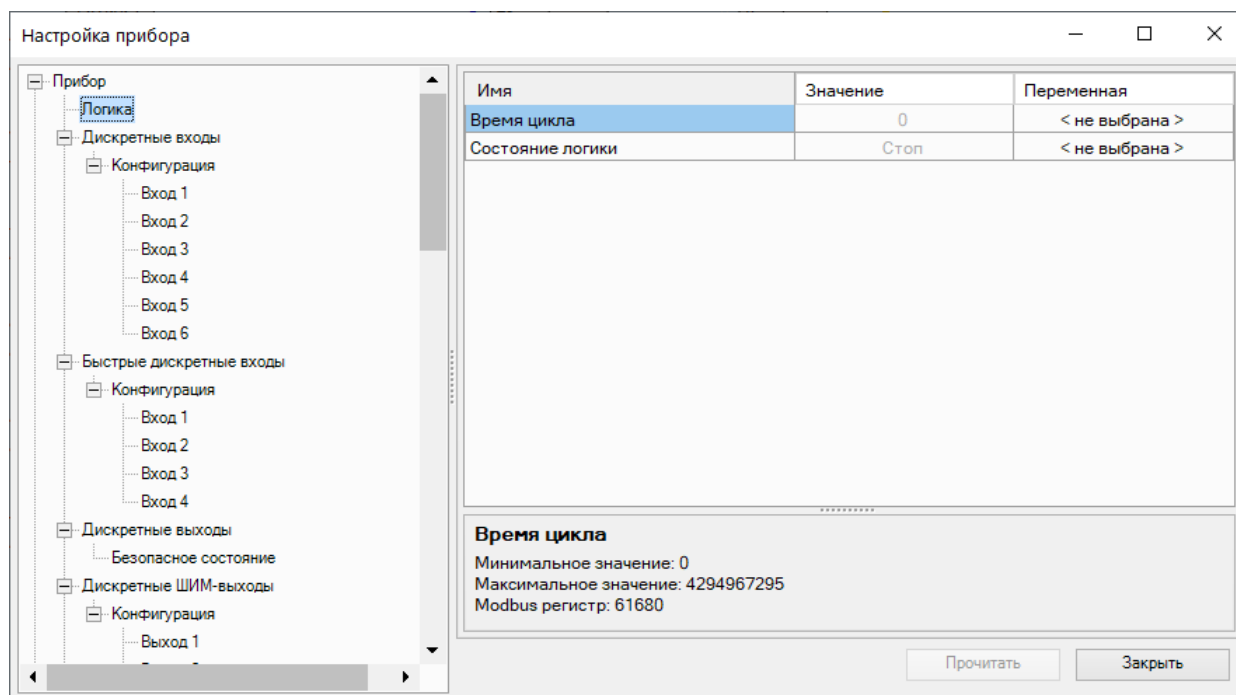 Настройка прибора
Прибор
Логика
Дискретные входы
Конфигурация
Вход 1
Вход 2
Вход 3
Вход 4
Вход 5
Вход 6
Быстрые дискретные входы
Конфигурация
Вход 1
Вход 2
Вход 3
Вход 4
Дискретные выходы
Безопасное состояние
Дискретные ШИМ-выходы
Конфигурация
Выход 1
Имя Значение Переменная
Время цикла 0 < не выбрана >
Состояние логики Стоп < не выбрана >
Время цикла
Минимальное значение: 0
Максимальное значение: 4294967295
Modbus регистр: 61680
Прочитать Закрыть